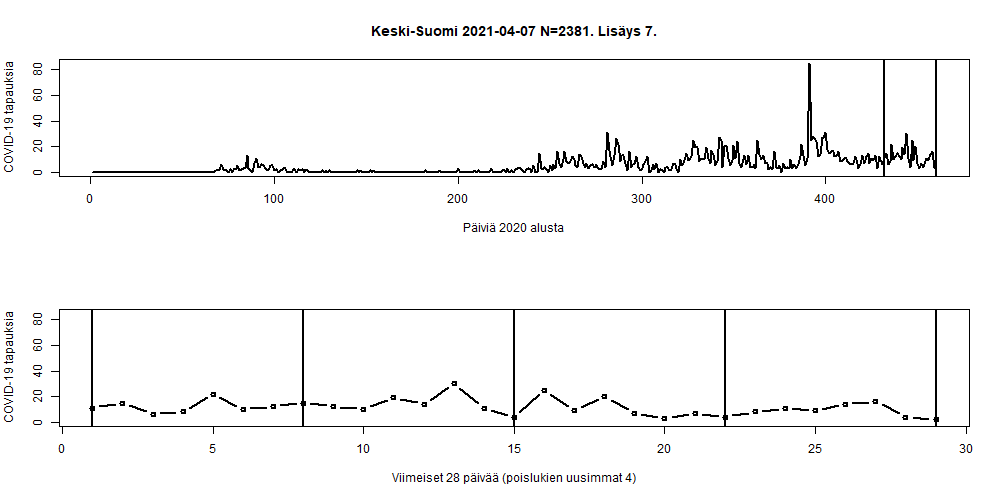 Keski-Suomi 2021-04-07 N=2381. Lisäys 7.
COVID-19 tapauksia
80
60
40
20
0
0 100 200 300 400
Päiviä 2020 alusta
COVID-19 tapauksia
80
60
40
20
0
0 5 10 15 20 25 30
Viimeiset 28 päivää (poislukien uusimmat 4)